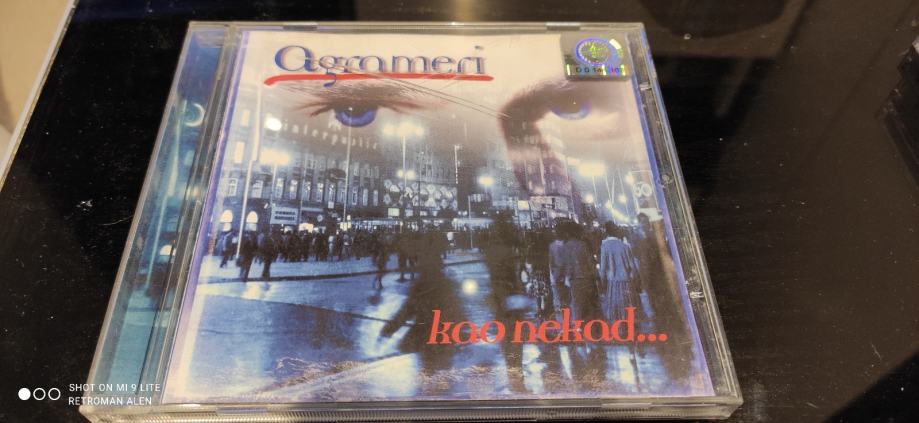 Agrameri
kao nekad...
SHOT ON MI 9 LITE
RETROMAN ALEN